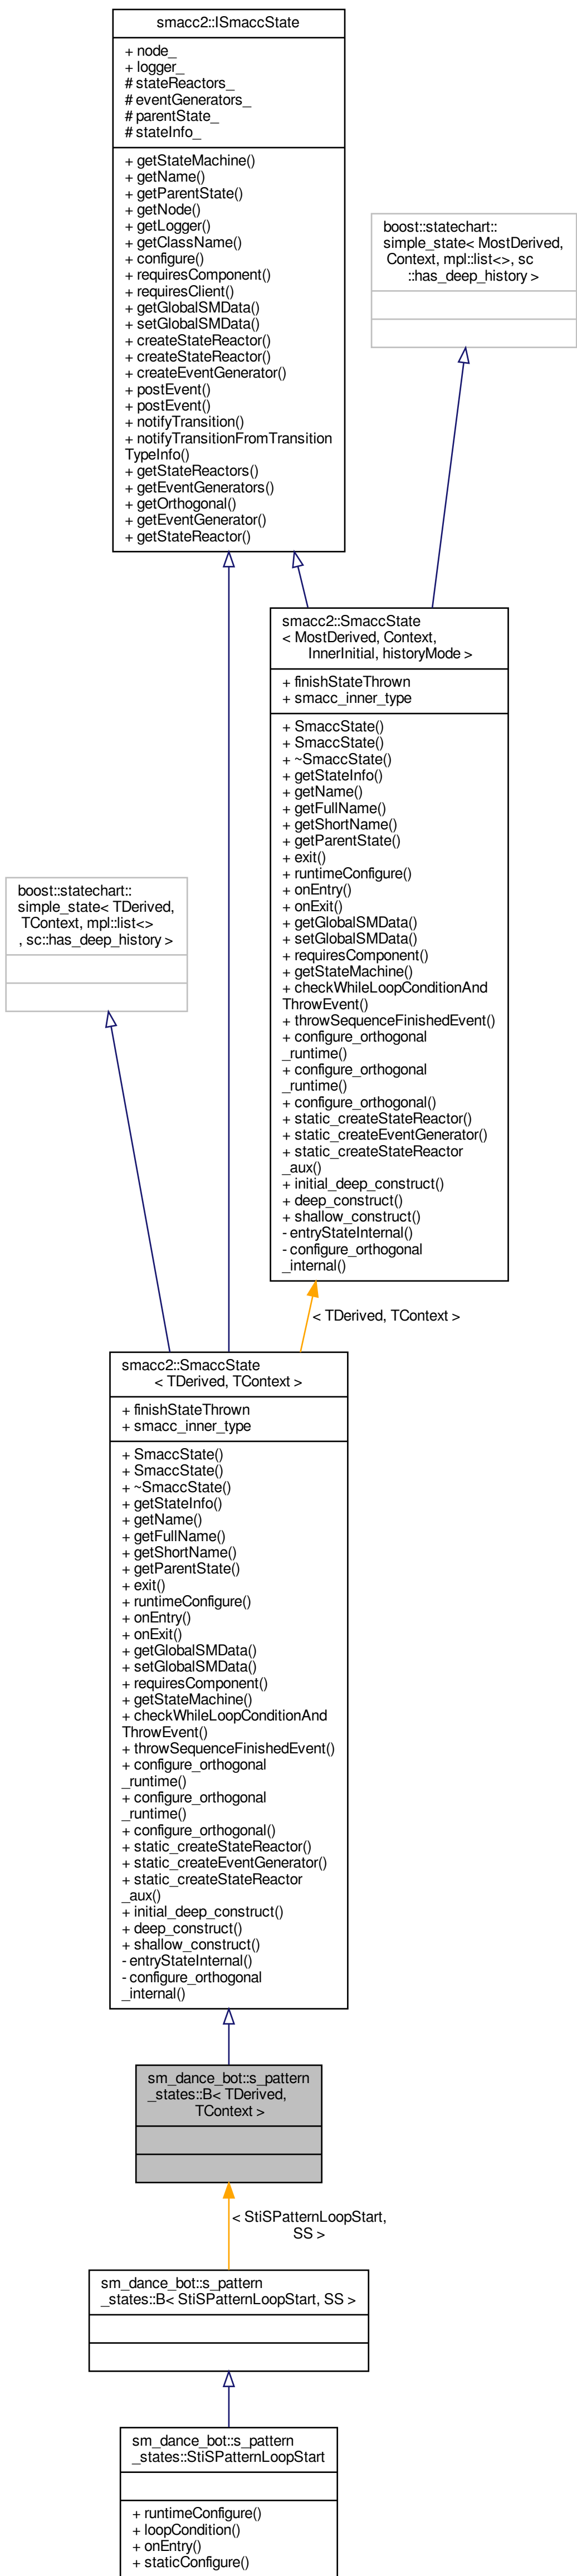 smacc2::ISmaccState
+ node_
+ logger_
# stateReactors_
# eventGenerators_
# parentState_
# stateInfo_
+ getStateMachine()
+ getName()
+ getParentState()
+ getNode()
+ getLogger()
+ getClassName()
+ configure()
+ requiresComponent()
+ requiresClient()
+ getGlobalSMData()
+ setGlobalSMData()
+ createStateReactor()
+ createStateReactor()
+ createEventGenerator()
+ postEvent()
+ postEvent()
+ notifyTransition()
+ notifyTransitionFromTransition
TypeInfo()
+ getStateReactors()
+ getEventGenerators()
+ getOrthogonal()
+ getEventGenerator()
+ getStateReactor()
boost::statechart::
simple_state< MostDerived,
Context, mpl::list<>, sc
::has_deep_history >
smacc2::SmaccState
< MostDerived, Context,
InnerInitial, historyMode >
+ finishStateThrown
+ smacc_inner_type
+ SmaccState()
+ SmaccState()
+ ~SmaccState()
+ getStateInfo()
+ getName()
+ getFullName()
+ getShortName()
+ getParentState()
+ exit()
+ runtimeConfigure()
+ onEntry()
+ onExit()
+ getGlobalSMData()
+ setGlobalSMData()
+ requiresComponent()
+ getStateMachine()
+ checkWhileLoopConditionAnd
ThrowEvent()
+ throwSequenceFinishedEvent()
+ configure_orthogonal
_runtime()
+ configure_orthogonal
_runtime()
+ configure_orthogonal()
+ static_createStateReactor()
+ static_createEventGenerator()
+ static_createStateReactor
_aux()
+ initial_deep_construct()
+ deep_construct()
+ shallow_construct()
- entryStateInternal()
- configure_orthogonal
_internal()
boost::statechart::
simple_state< TDerived,
TContext, mpl::list<>
, sc::has_deep_history >
< TDerived, TContext >
smacc2::SmaccState
< TDerived, TContext >
+ finishStateThrown
+ smacc_inner_type
+ SmaccState()
+ SmaccState()
+ ~SmaccState()
+ getStateInfo()
+ getName()
+ getFullName()
+ getShortName()
+ getParentState()
+ exit()
+ runtimeConfigure()
+ onEntry()
+ onExit()
+ getGlobalSMData()
+ setGlobalSMData()
+ requiresComponent()
+ getStateMachine()
+ checkWhileLoopConditionAnd
ThrowEvent()
+ throwSequenceFinishedEvent()
+ configure_orthogonal
_runtime()
+ configure_orthogonal
_runtime()
+ configure_orthogonal()
+ static_createStateReactor()
+ static_createEventGenerator()
+ static_createStateReactor
_aux()
+ initial_deep_construct()
+ deep_construct()
+ shallow_construct()
- entryStateInternal()
- configure_orthogonal
_internal()
sm_dance_bot::s_pattern
_states::B< TDerived,
TContext >
< StiSPatternLoopStart,
SS >
sm_dance_bot::s_pattern
_states::B< StiSPatternLoopStart, SS >
sm_dance_bot::s_pattern
_states::StiSPatternLoopStart
+ runtimeConfigure()
+ loopCondition()
+ onEntry()
+ staticConfigure()